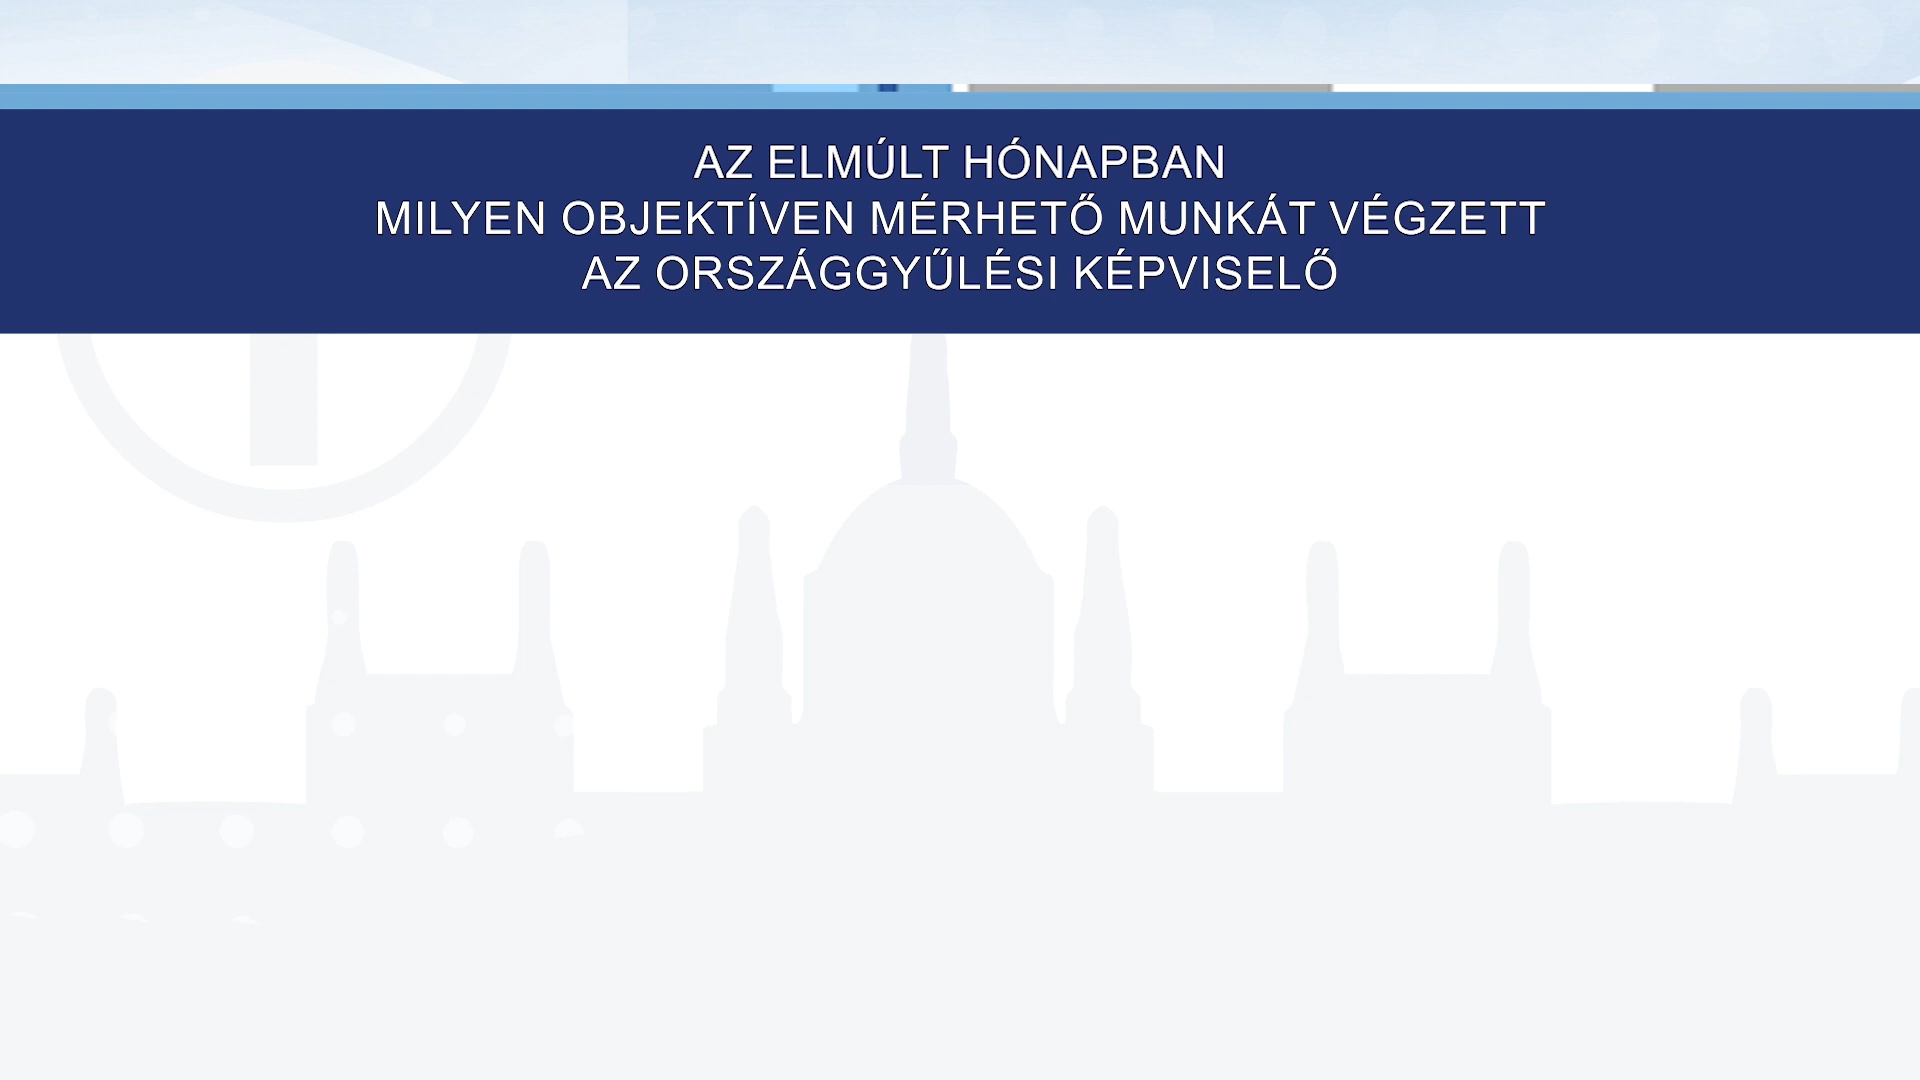 AZ ELMÚLT HÓNAPBAN
MILYEN OBJEKTÍVEN MÉRHETŐ MUNKÁT VÉGZETT
AZ ORSZÁGGYŰLÉSI KÉPVISELŐ